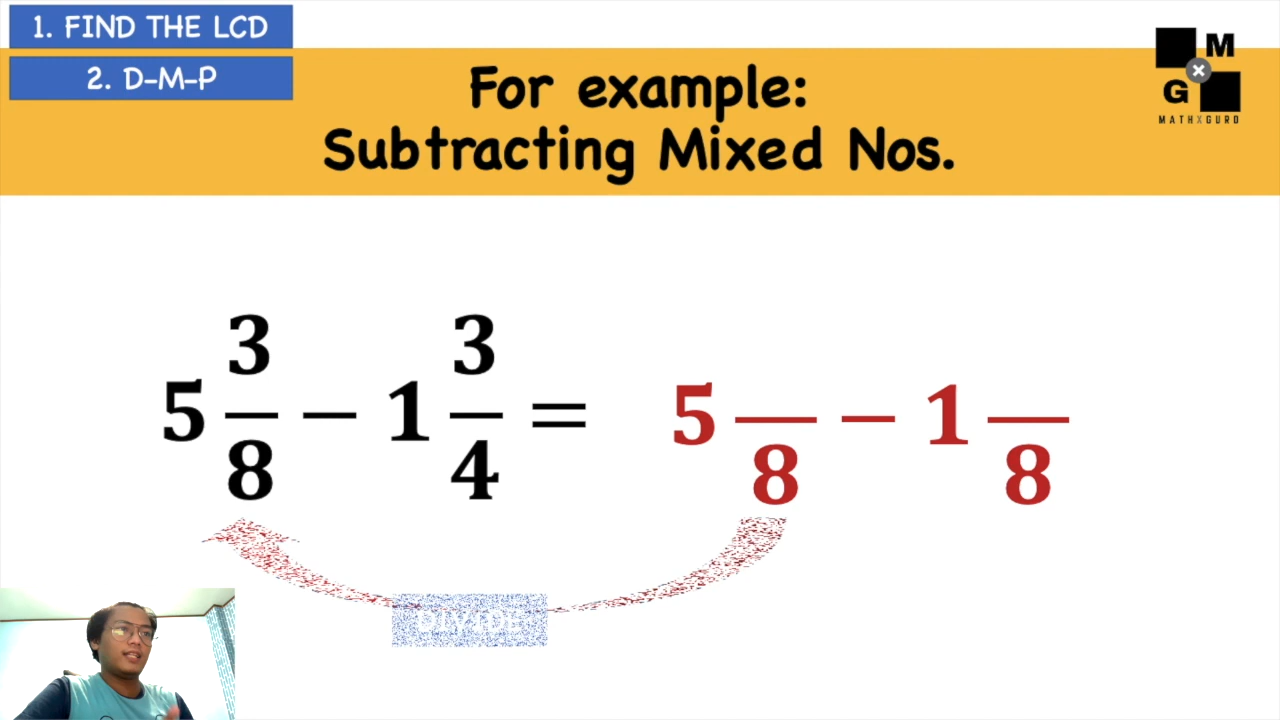 1. FIND THE LCD
2. D-M-P
For example:
Subtracting Mixed Nos.
M
×
G
MATHXGURO
5 3/8 − 1 3/4 = 5 /8 − 1 /8
DIVIDE